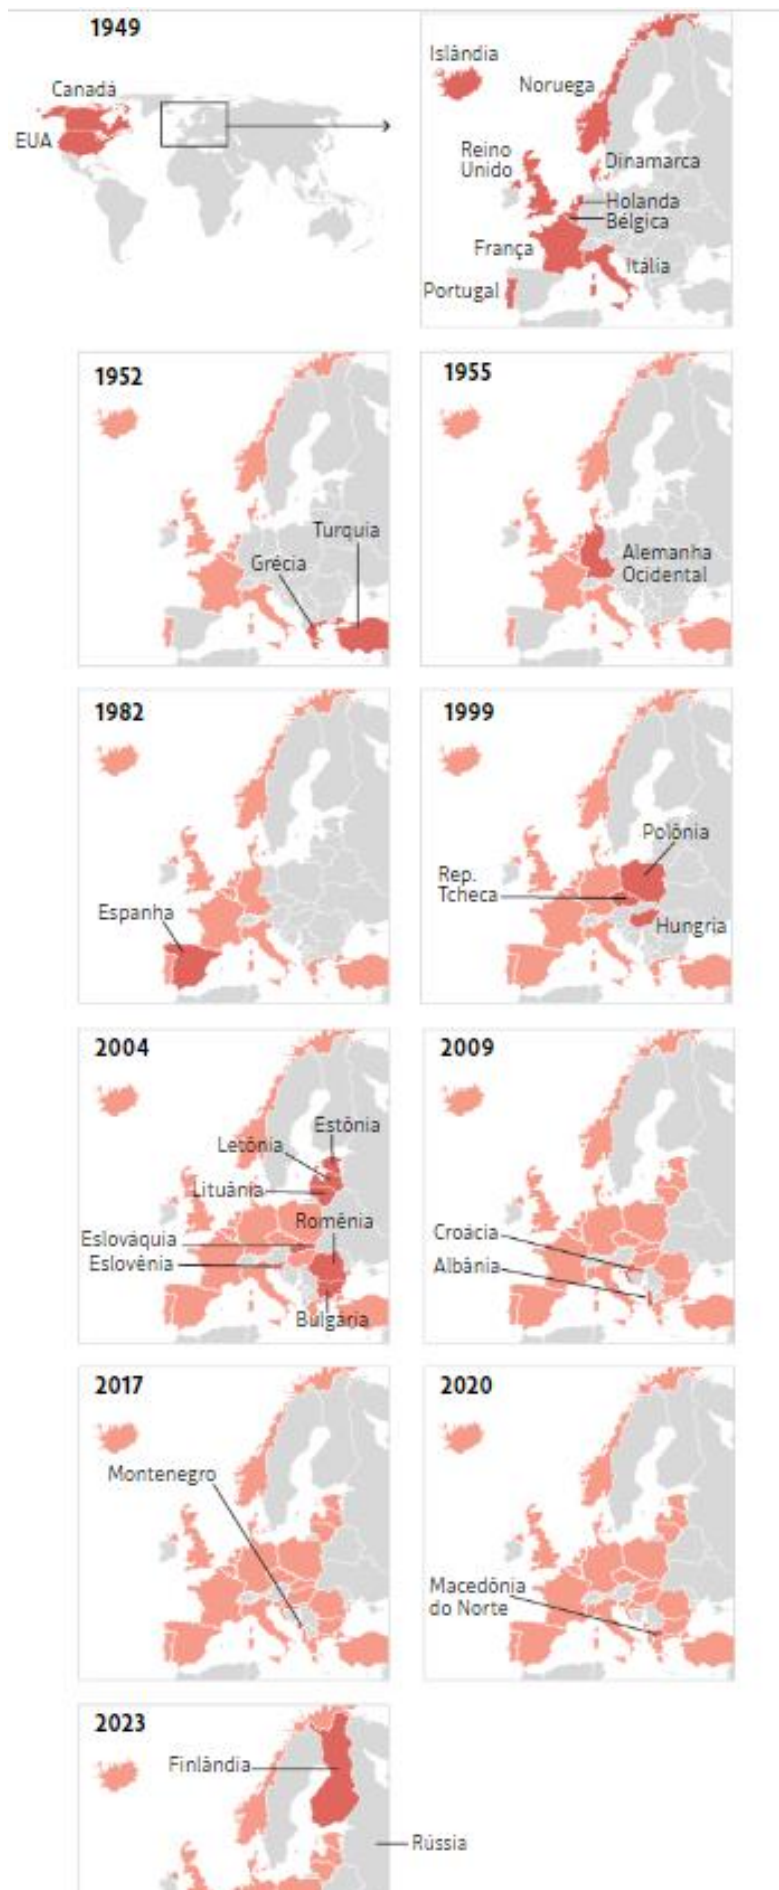 1949
Canadá
EUA
Islândia
Noruega
Reino
Unido
Dinamarca
Holanda
Bélgica
França
Itália
Portugal
1952
Turquia
Grécia
1955
Alemanha
Ocidental
1982
Espanha
1999
Polônia
Rep.
Tcheca
Hungria
2004
Estônia
Letônia
Lituânia
Romênia
Eslováquia
Eslovênia
Bulgária
2009
Croácia
Albânia
2017
Montenegro
2020
Macedônia
do Norte
2023
Finlândia
Rússia